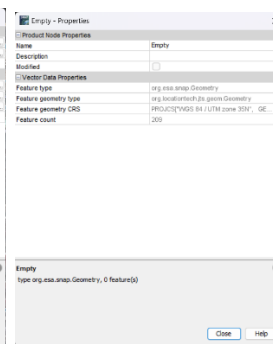 Empty - Properties
Product Node Properties
Name Empty
Description
Modified
Vector Data Properties
Feature type org.esa.snap.Geometry
Feature geometry type org.locationtech.jts.geom.Geometry
Feature geometry CRS PROJCS["WGS 84 / UTM zone 35N", GE...
Feature count 209
Empty
type org.esa.snap.Geometry, 0 feature(s)
Close Help